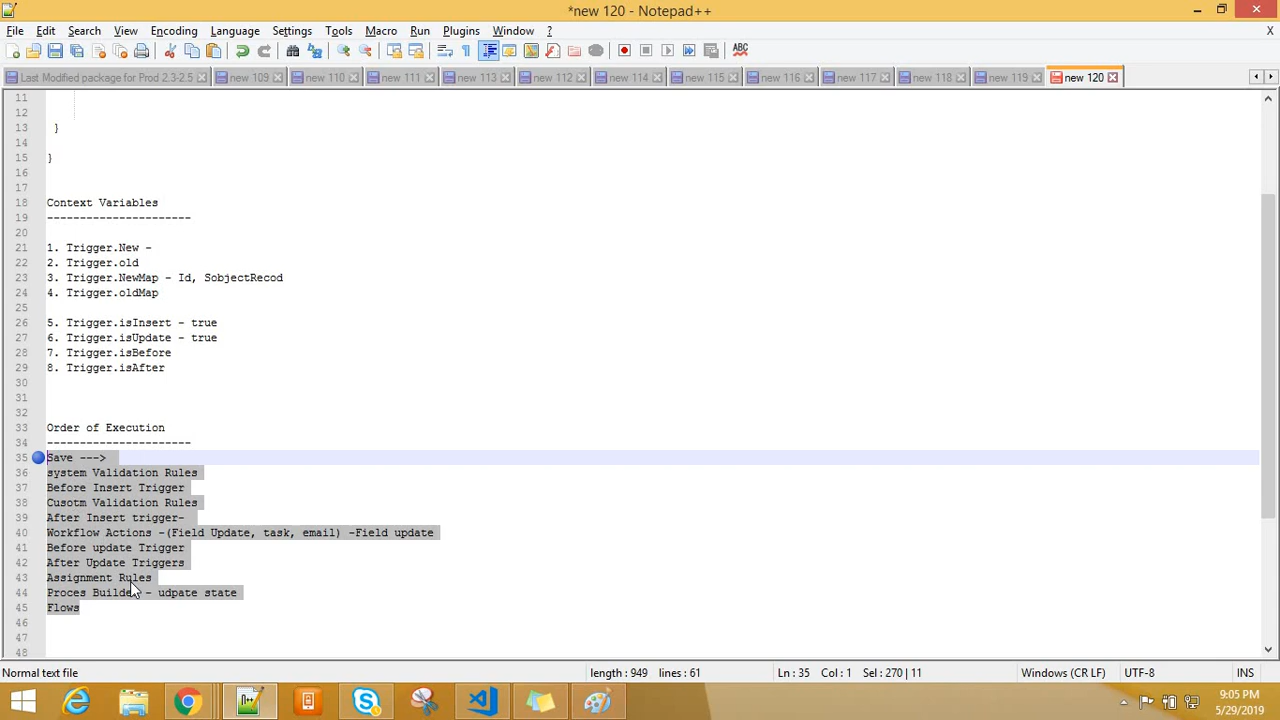 *new 120 - Notepad++
File Edit Search View Encoding Language Settings Tools Macro Run Plugins Window ? X
Last Modified package for Prod 2.3-2.5 new 109 new 110 new 111 new 113 new 112 new 114 new 115 new 116 new 117 new 118 new 119 new 120
11
12
13 }
14
15 }
16
17
18 Context Variables
19 ----------------------
20
21 1. Trigger.New -
22 2. Trigger.old
23 3. Trigger.NewMap - Id, SobjectRecod
24 4. Trigger.oldMap
25
26 5. Trigger.isInsert - true
27 6. Trigger.isUpdate - true
28 7. Trigger.isBefore
29 8. Trigger.isAfter
30
31
32
33 Order of Execution
34 ----------------------
35 Save --->
36 system Validation Rules
37 Before Insert Trigger
38 Cusotm Validation Rules
39 After Insert trigger-
40 Workflow Actions -(Field Update, task, email) -Field update
41 Before update Trigger
42 After Update Triggers
43 Assignment Rules
44 Proces Builder - udpate state
45 Flows
46
47
48
Normal text file length : 949 lines : 61 Ln : 35 Col : 1 Sel : 270 | 11 Windows (CR LF) UTF-8 INS
9:05 PM
5/29/2019